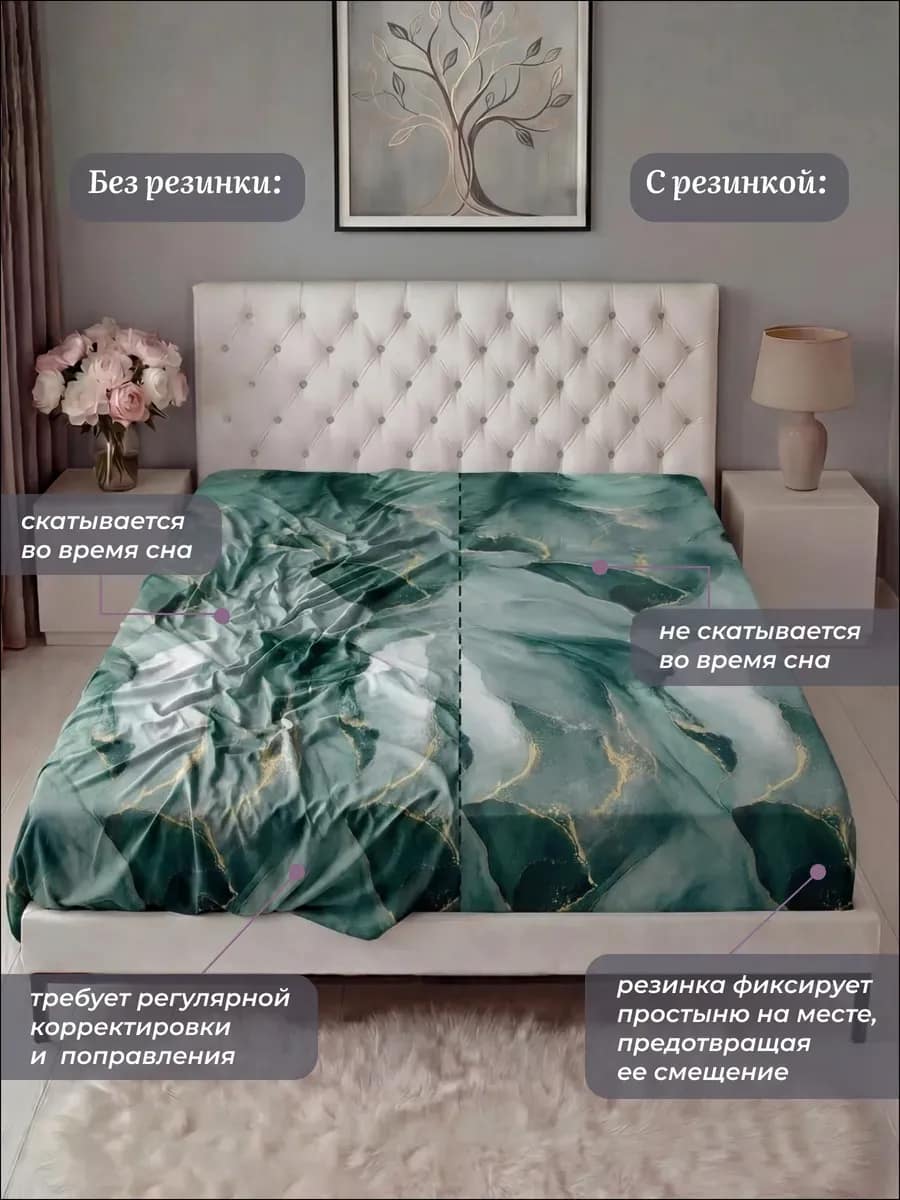 Без резинки:
С резинкой:
скатывается
во время сна
не скатывается
во время сна
требует регулярной
корректировки
и поправления
резинка фиксирует
простыню на месте,
предотвращая
ее смещение